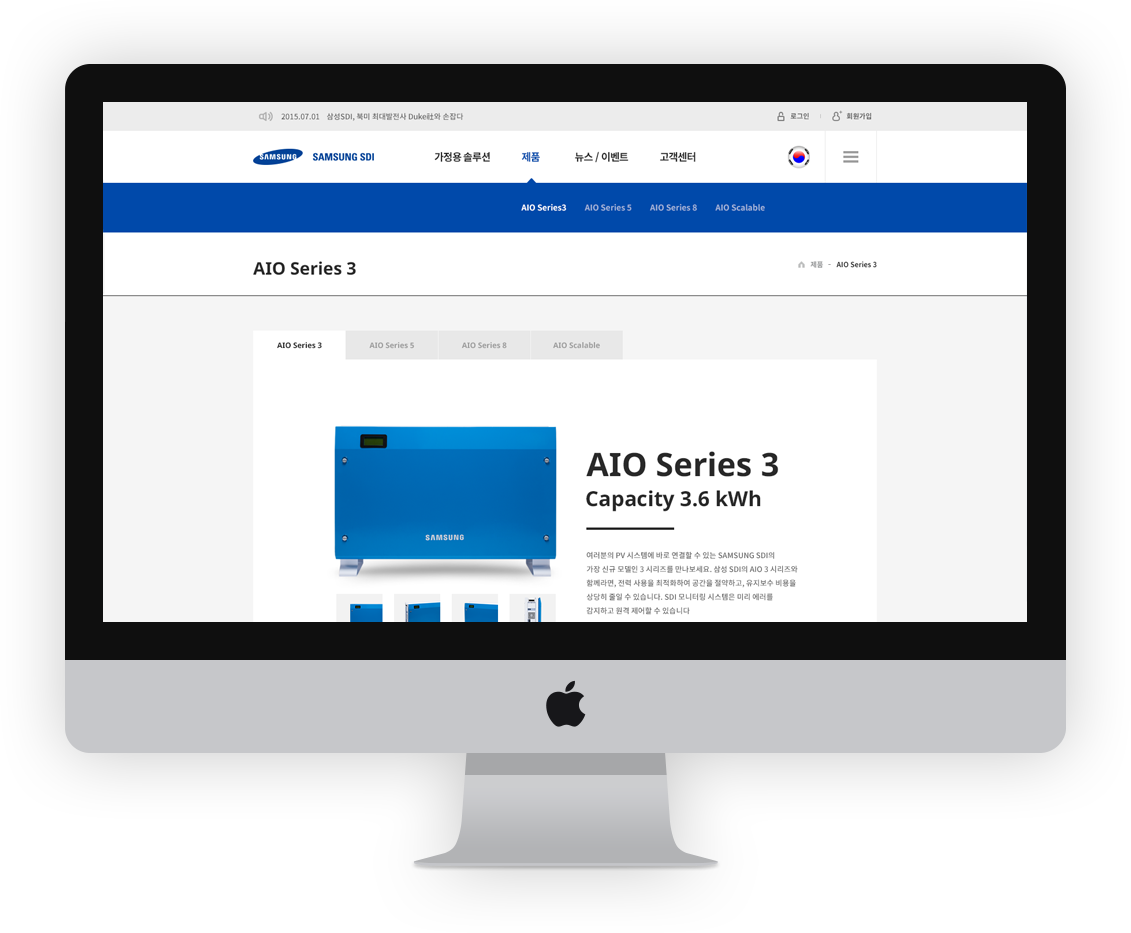 2015.07.01 삼성SDI, 북미 최대발전사 Duke社와 손잡다
로그인
회원가입
SAMSUNG
SAMSUNG SDI
가정용 솔루션
제품
뉴스 / 이벤트
고객센터
AIO Series3
AIO Series 5
AIO Series 8
AIO Scalable
AIO Series 3
제품 - AIO Series 3
AIO Series 3
AIO Series 5
AIO Series 8
AIO Scalable
SAMSUNG
AIO Series 3
Capacity 3.6 kWh
여러분의 PV 시스템에 바로 연결할 수 있는 SAMSUNG SDI의
가장 신규 모델인 3 시리즈를 만나보세요. 삼성 SDI의 AIO 3 시리즈와
함께라면, 전력 사용을 최적화하여 공간을 절약하고, 유지보수 비용을
상당히 줄일 수 있습니다. SDI 모니터링 시스템은 미리 에러를
감지하고 원격 제어할 수 있습니다